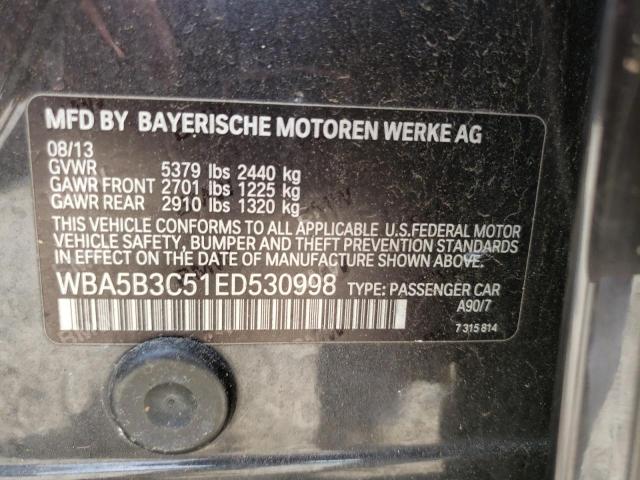 MFD BY BAYERISCHE MOTOREN WERKE AG
08/13
GVWR 5379 lbs 2440 kg
GAWR FRONT 2701 lbs 1225 kg
GAWR REAR 2910 lbs 1320 kg
THIS VEHICLE CONFORMS TO ALL APPLICABLE U.S.FEDERAL MOTOR
VEHICLE SAFETY, BUMPER AND THEFT PREVENTION STANDARDS
IN EFFECT ON THE DATE OF MANUFACTURE SHOWN ABOVE.
WBA5B3C51ED530998 TYPE: PASSENGER CAR
A90/7
7 315 814